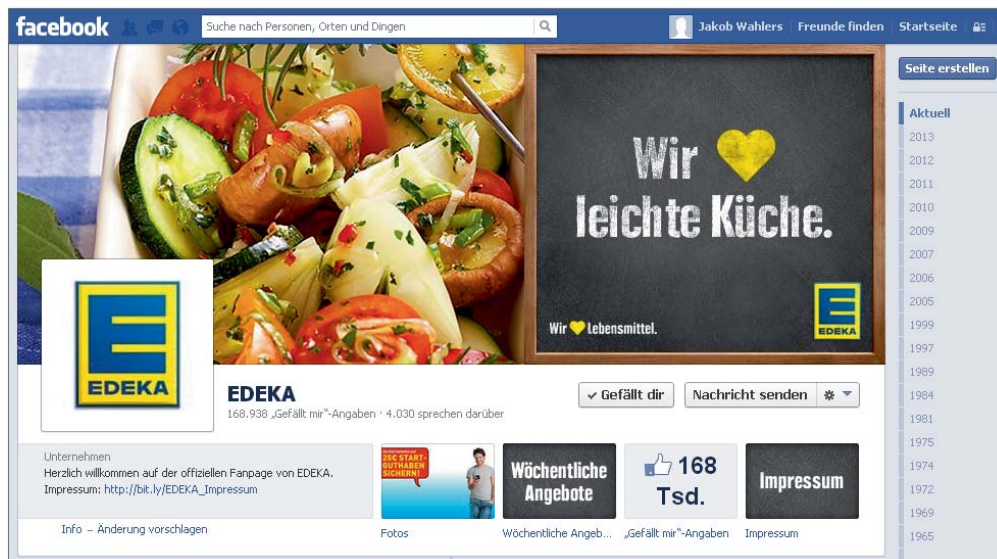 facebook
Suche nach Personen, Orten und Dingen
Jakob Wahlers Freunde finden Startseite
Seite erstellen
Wir
leichte Küche.
Wir Lebensmittel.
EDEKA
EDEKA
EDEKA
168.938 „Gefällt mir“-Angaben · 4.030 sprechen darüber
Gefällt dir
Nachricht senden
Unternehmen
Herzlich willkommen auf der offiziellen Fanpage von EDEKA.
Impressum: http://bit.ly/EDEKA_Impressum
Info – Änderung vorschlagen
25€ START-
GUTHABEN
SICHERN!
Fotos
Wöchentliche
Angebote
Wöchentliche Angeb...
168
Tsd.
„Gefällt mir“-Angaben
Impressum
Impressum
Aktuell
2013
2012
2011
2010
2009
2007
2006
2005
1999
1997
1989
1984
1981
1975
1974
1972
1969
1965